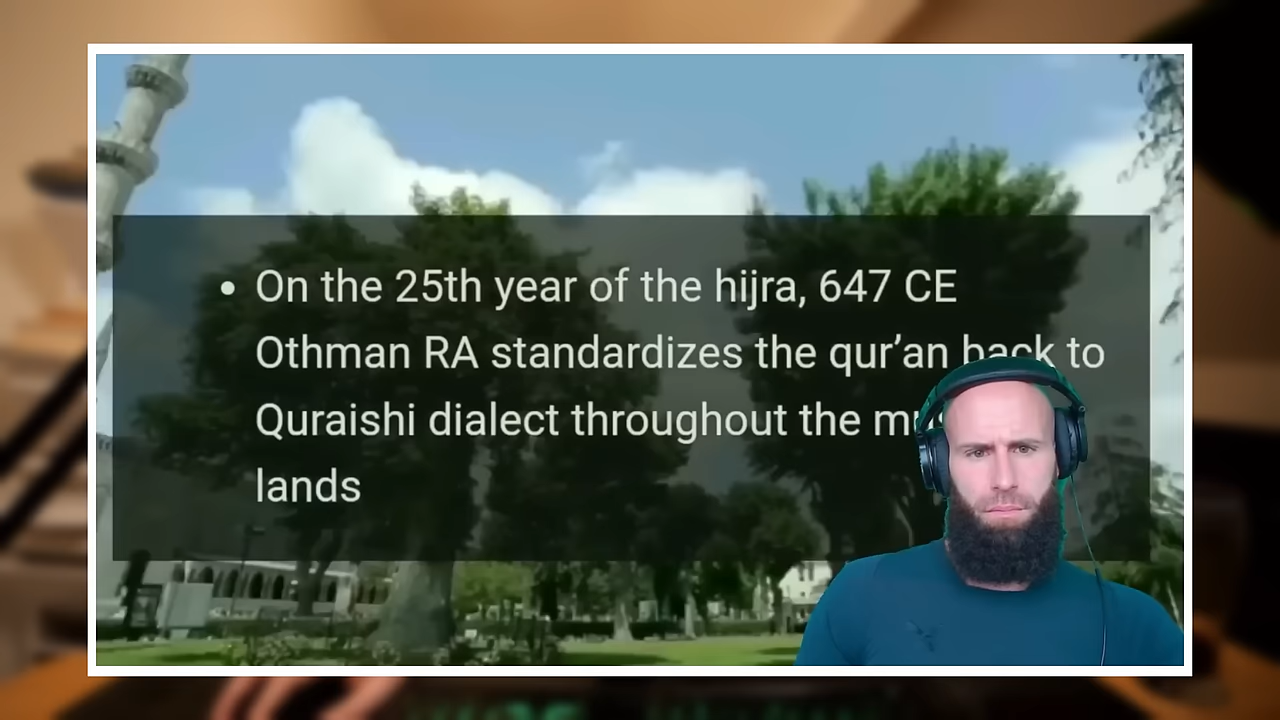 • On the 25th year of the hijra, 647 CE
Othman RA standardizes the qur’an back to
Quraishi dialect throughout the
lands